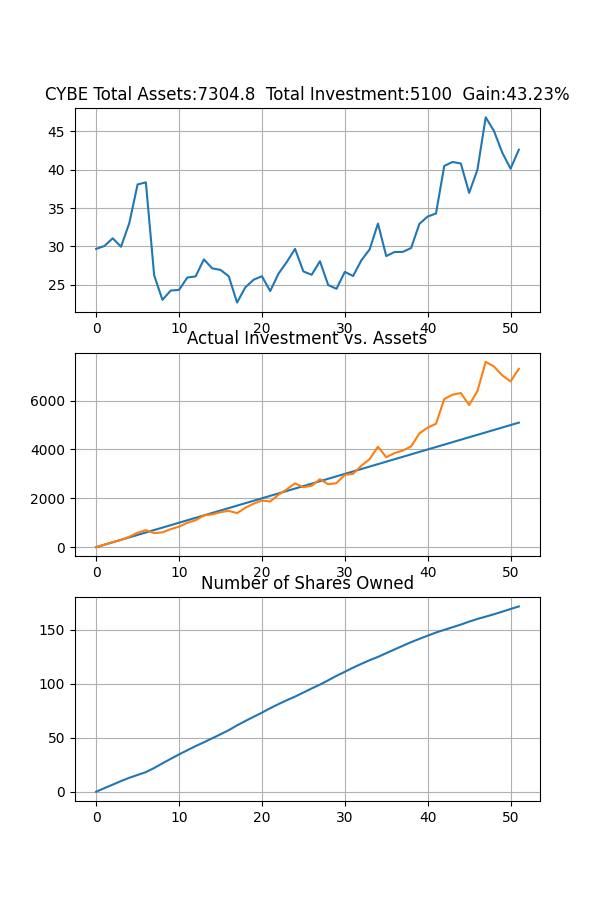 CYBE Total Assets:7304.8  Total Investment:5100  Gain:43.23%
45
40
35
30
25
0 10 20 30 40 50
Actual Investment vs. Assets
6000
4000
2000
0
0 10 20 30 40 50
Number of Shares Owned
150
100
50
0
0 10 20 30 40 50